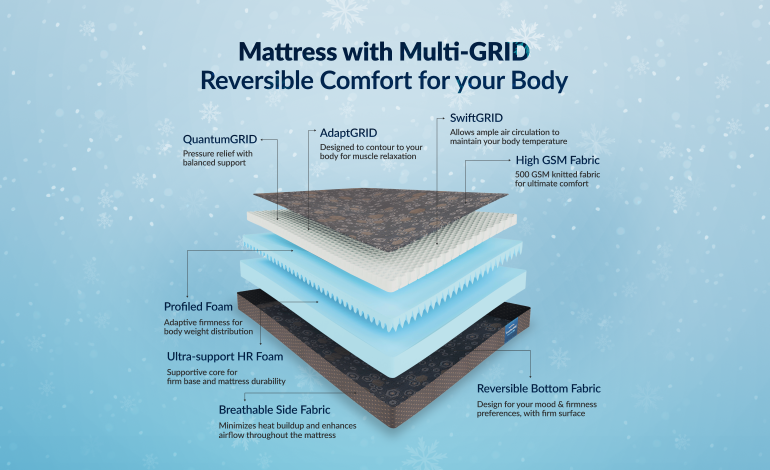 Mattress with Multi-GRID
Reversible Comfort for your Body
SwiftGRID
Allows ample air circulation to
maintain your body temperature
AdaptGRID
Designed to contour to your
body for muscle relaxation
QuantumGRID
Pressure relief with
balanced support
High GSM Fabric
500 GSM knitted fabric
for ultimate comfort
Profiled Foam
Adaptive firmness for
body weight distribution
Ultra-support HR Foam
Supportive core for
firm base and mattress durability
Breathable Side Fabric
Minimizes heat buildup and enhances
airflow throughout the mattress
Reversible Bottom Fabric
Design for your mood & firmness
preferences, with firm surface